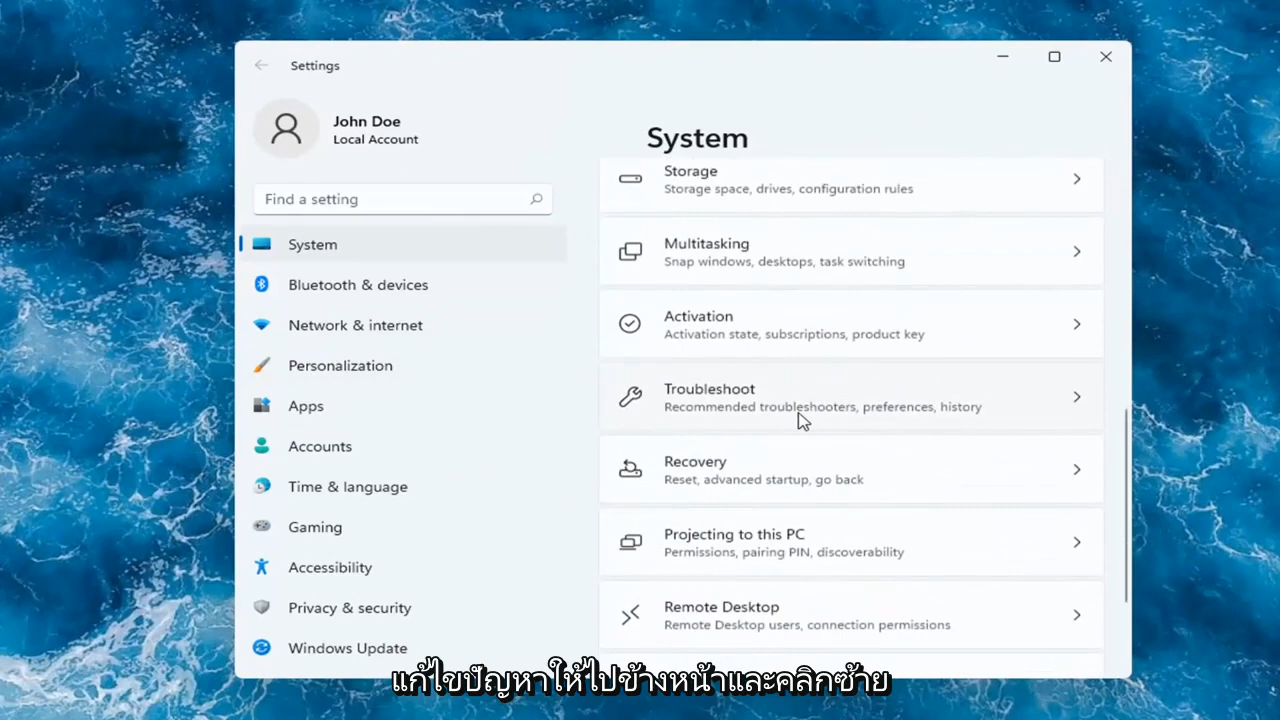 Settings
John Doe
Local Account
Find a setting
System
Bluetooth & devices
Network & internet
Personalization
Apps
Accounts
Time & language
Gaming
Accessibility
Privacy & security
Windows Update
System
Storage
Storage space, drives, configuration rules
Multitasking
Snap windows, desktops, task switching
Activation
Activation state, subscriptions, product key
Troubleshoot
Recommended troubleshooters, preferences, history
Recovery
Reset, advanced startup, go back
Projecting to this PC
Permissions, pairing PIN, discoverability
Remote Desktop
Remote Desktop users, connection permissions
แก้ไขปัญหาให้ไปข้างหน้าและคลิกซ้าย